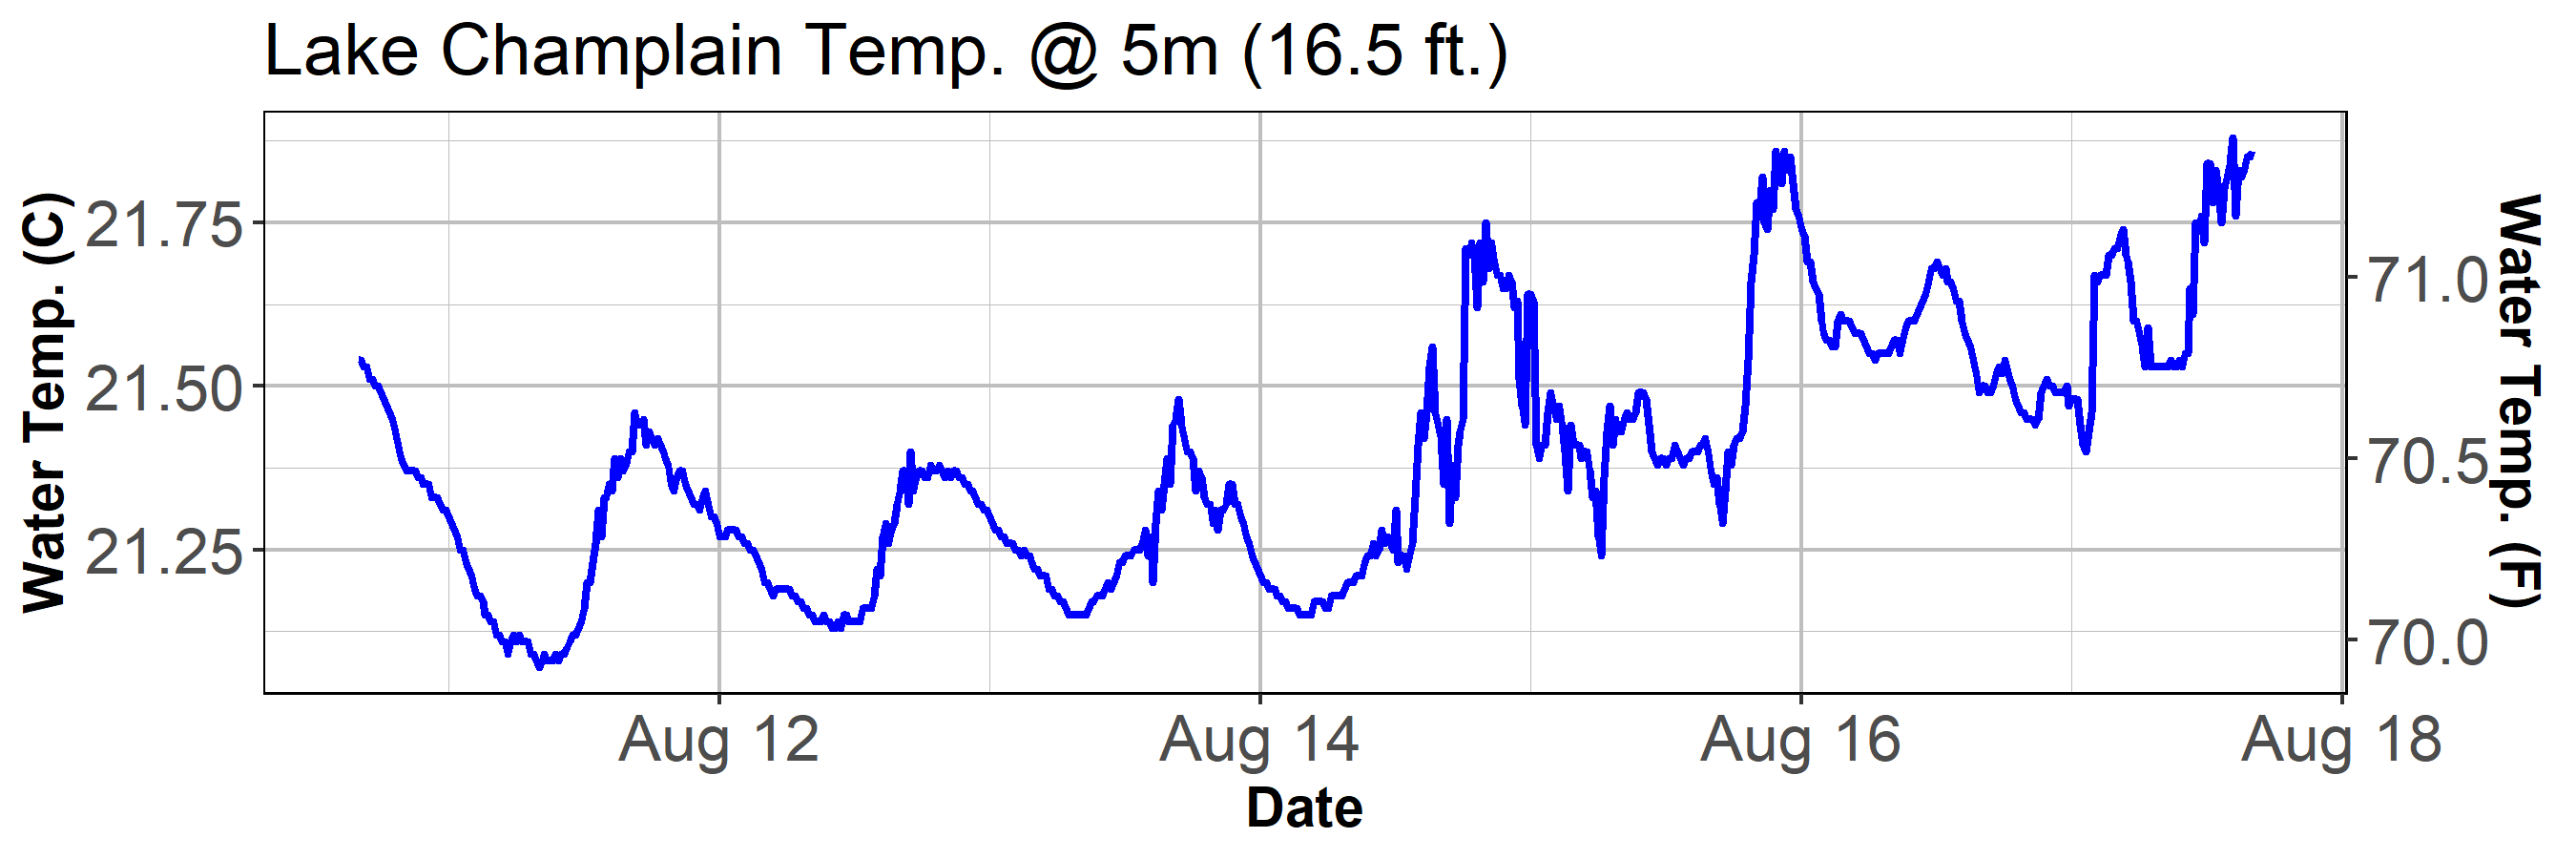 Lake Champlain Temp. @ 5m (16.5 ft.)
Water Temp. (C)
21.75
21.50
21.25
71.0
70.5
70.0
Water Temp. (F)
Aug 12
Aug 14
Aug 16
Aug 18
Date